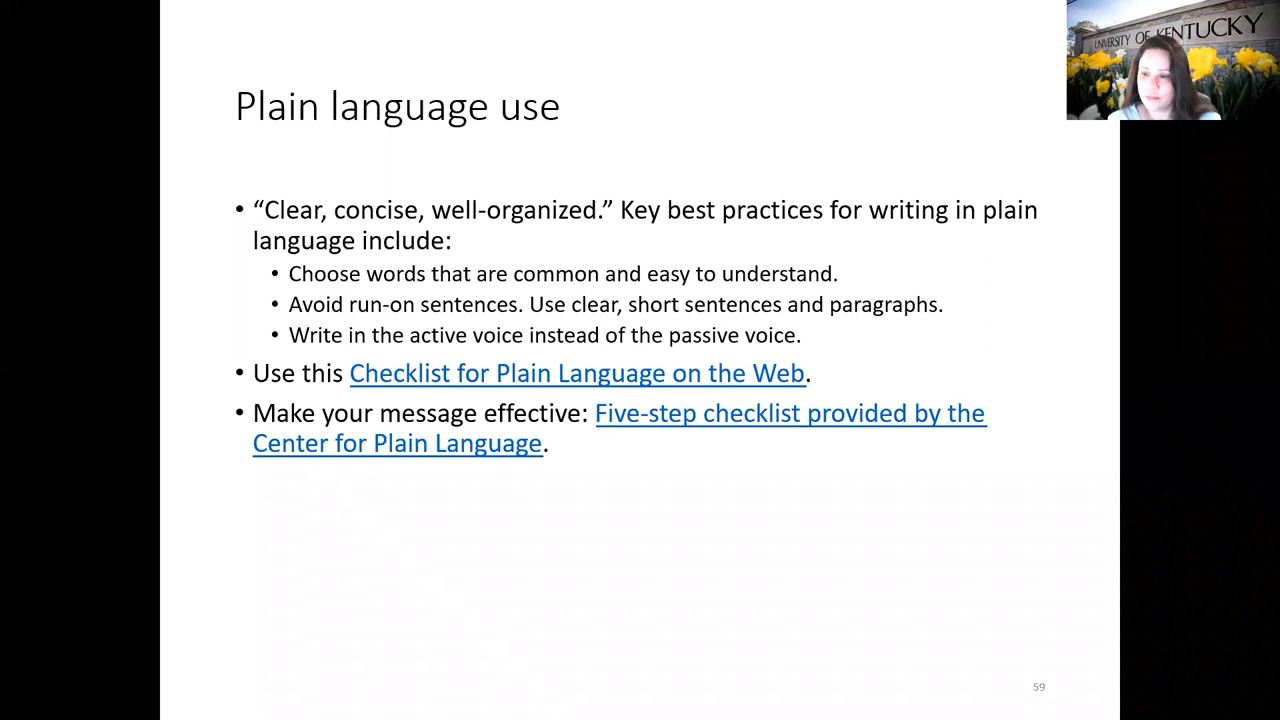 UNIVERSITY OF KENTUCKY
Plain language use
• “Clear, concise, well-organized.” Key best practices for writing in plain
language include:
• Choose words that are common and easy to understand.
• Avoid run-on sentences. Use clear, short sentences and paragraphs.
• Write in the active voice instead of the passive voice.
• Use this Checklist for Plain Language on the Web.
• Make your message effective: Five-step checklist provided by the
Center for Plain Language.
59